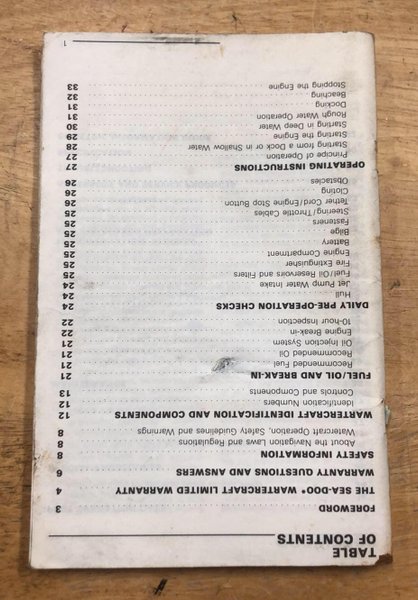 TABLE
OF CONTENTS
FOREWORD 3
THE SEA-DOO® WARTERCRAFT LIMITED WARRANTY 4
WARRANTY QUESTIONS AND ANSWERS 6
SAFETY INFORMATION 8
About the Navigation Laws and Regulations 8
Watercraft Operation, Safety, Guidelines and Warnings 8
WARTERCRAFT IDENTIFICATION AND COMPONENTS 12
Identification Numbers 12
Controls and Components 13
FUEL/OIL AND BREAK-IN 21
Recommended Fuel 21
Recommended Oil 21
Oil Injection System 21
Engine Break-in 22
10-hour Inspection 22
DAILY PRE-OPERATION CHECKS 24
Hull 24
Jet Pump Water Intake 24
Fuel/Oil Reservoirs and Filters 25
Fire Extinguisher 25
Engine Compartment 25
Battery 25
Bilge 25
Fasteners 25
Steering/Throttle Cables 25
Tether Cord/Engine Stop Button 26
Cloting 26
Obstacles 26
OPERATING INSTRUCTIONS 27
Principe of Operation 27
Starting from a Dock or in Shallow Water 28
Starting the Engine 29
Starting in Deep Water 30
Rough Water Operation 31
Docking 31
Beaching 32
Stopping the Engine 33
1